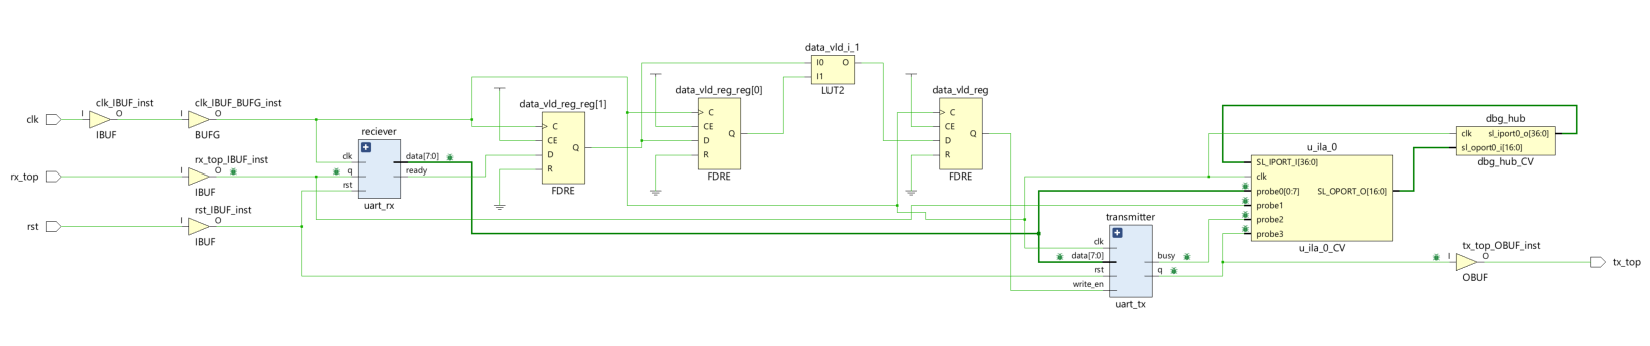 clk
clk_IBUF_inst
I
O
IBUF
clk_IBUF_BUFG_inst
I
O
BUFG
rx_top
rx_top_IBUF_inst
I
O
IBUF
rst
rst_IBUF_inst
I
O
IBUF
reciever
clk
q
rst
data[7:0]
ready
uart_rx
data_vld_reg_reg[1]
C
CE
D
R
Q
FDRE
data_vld_reg_reg[0]
C
CE
D
R
Q
FDRE
data_vld_i_1
I0
I1
O
LUT2
data_vld_reg
C
CE
D
R
Q
FDRE
transmitter
clk
data[7:0]
rst
write_en
busy
q
uart_tx
u_ila_0
SL_IPORT_I[36:0]
clk
probe0[0:7]
probe1
probe2
probe3
SL_OPORT_O[16:0]
u_ila_0_CV
dbg_hub
clk
sl_iport0_o[36:0]
sl_oport0_i[16:0]
dbg_hub_CV
tx_top_OBUF_inst
I
O
OBUF
tx_top